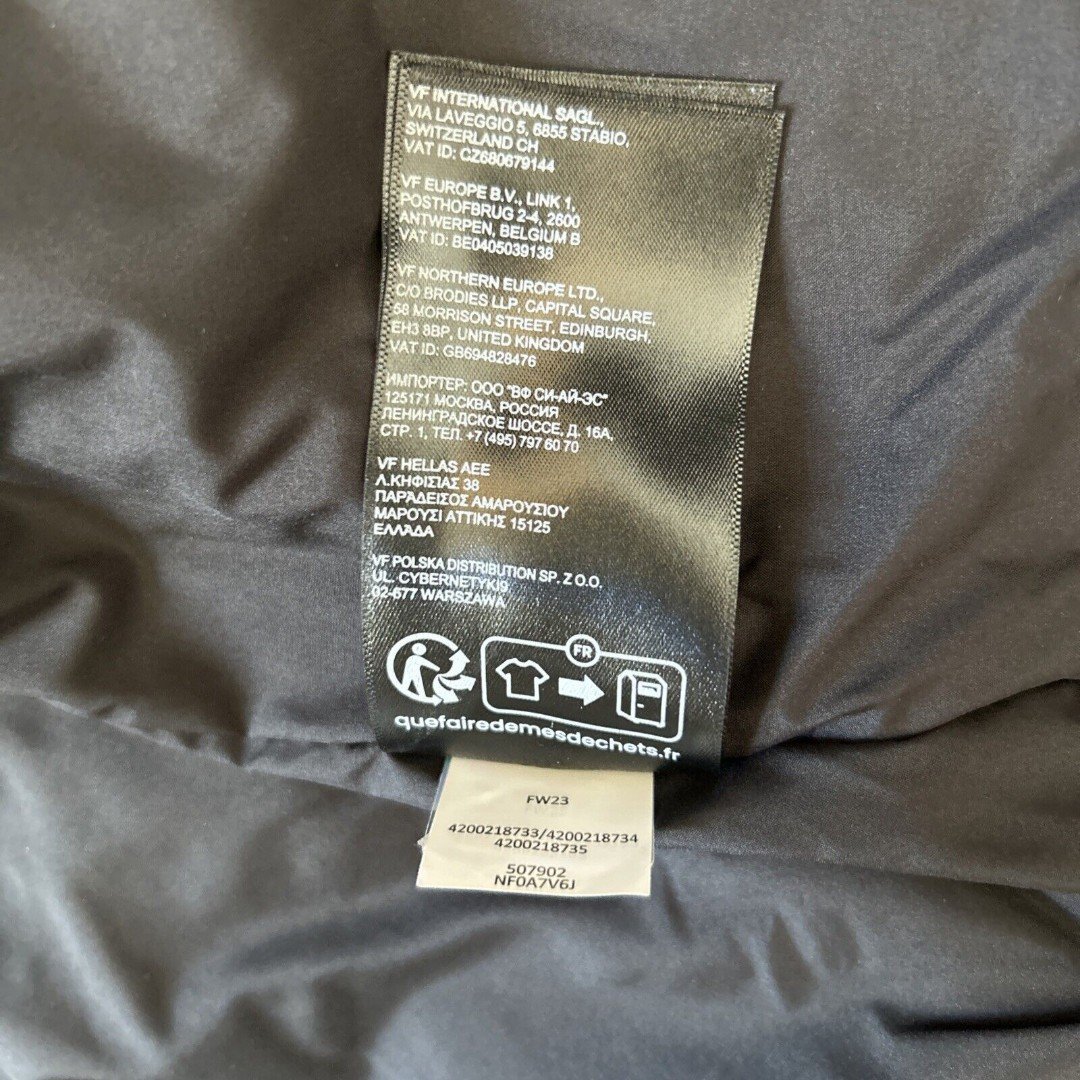 VF INTERNATIONAL SAGL.,
VIA LAVEGGIO 5, 6855 STABIO,
SWITZERLAND CH
VAT ID: CZ680679144
VF EUROPE B.V., LINK 1,
POSTHOFBRUG 2-4, 2600
ANTWERPEN, BELGIUM B
VAT ID: BE0405039138
VF NORTHERN EUROPE LTD.,
C/O BRODIES LLP, CAPITAL SQUARE,
58 MORRISON STREET, EDINBURGH,
EH3 8BP, UNITED KINGDOM
VAT ID: GB694828476
ИМПОРТЕР: ООО "ВФ СИ-АЙ-ЭС"
125171 МОСКВА, РОССИЯ
ЛЕНИНГРАДСКОЕ ШОССЕ, Д. 16А,
СТР. 1, ТЕЛ. +7 (495) 797 60 70
VF HELLAS AEE
Λ.ΚΗΦΙΣΙΑΣ 38
ΠΑΡΆΔΕΙΣΟΣ ΑΜΑΡΟΥΣΙΟΥ
ΜΑΡΟΥΣΙ ΑΤΤΙΚΗΣ 15125
ΕΛΛΆΔΑ
VF POLSKA DISTRIBUTION SP. Z O.O.
UL. CYBERNETYKI9
02-677 WARSZAWA
FR
quefairedemesdechets.fr
FW23
4200218733/4200218734
4200218735
507902
NF0A7V6J